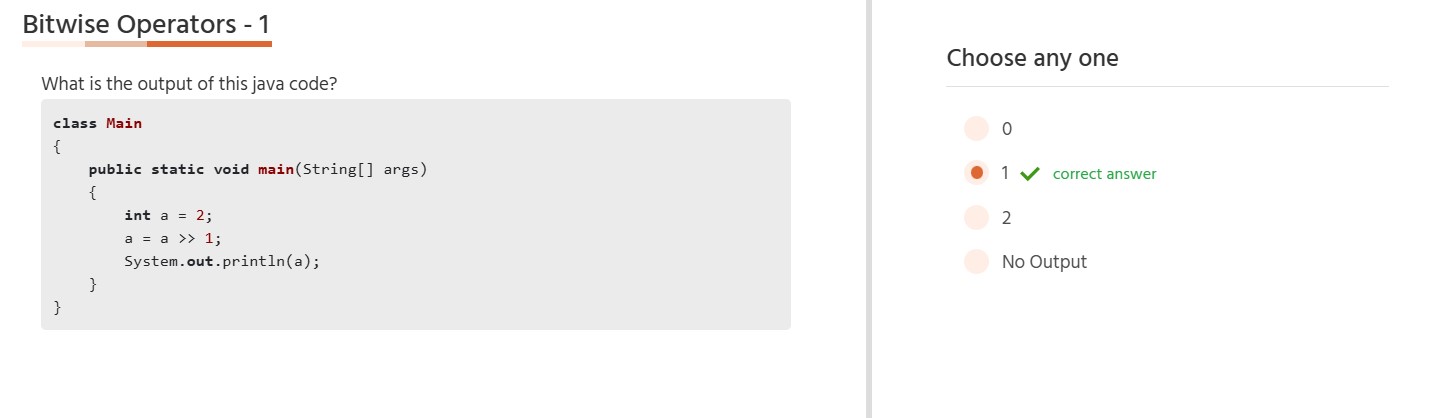 Bitwise Operators - 1
What is the output of this java code?
class Main
{
    public static void main(String[] args)
    {
        int a = 2;
        a = a >> 1;
        System.out.println(a);
    }
}
Choose any one
0
1 correct answer
2
No Output